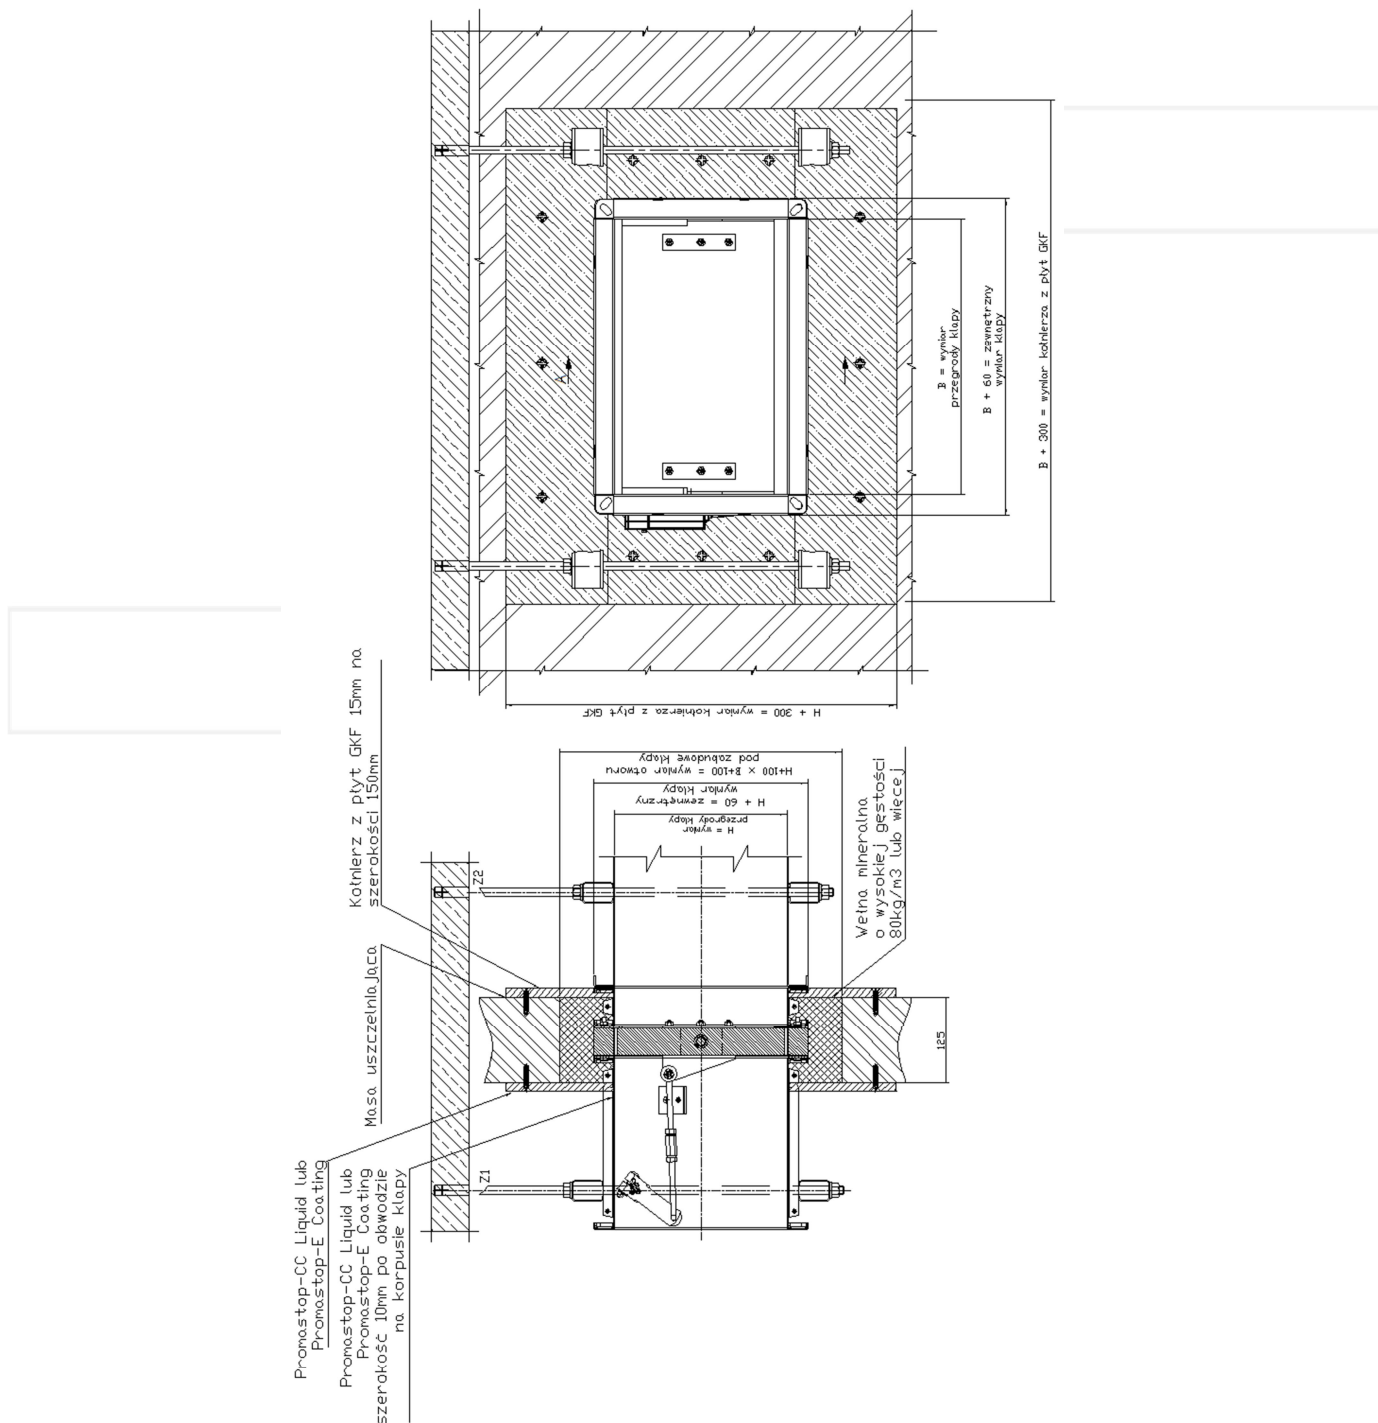 B = wymiar
przegrody klapy
B + 60 = zewnętrzny
wymiar klapy
B + 300 = wymiar kołnierza z płyt GKF
A
H + 300 = wymiar kołnierza z płyt GKF
H+100 × B+100 = wymiar otworu
pod zabudowę klapy
H + 60 = zewnętrzny
wymiar klapy
H = wymiar
przegrody klapy
Kołnierz z płyt GKF 15mm na
szerokości 150mm
Masa uszczelniająca
Z2
Wełna mineralna
o wysokiej gęstości
80kg/m3 lub więcej
125
Z1
Promastop-CC Liquid lub
Promastop-E Coating
Promastop-CC Liquid lub
Promastop-E Coating
szerokość 10mm po obwodzie
na korpusie klapy